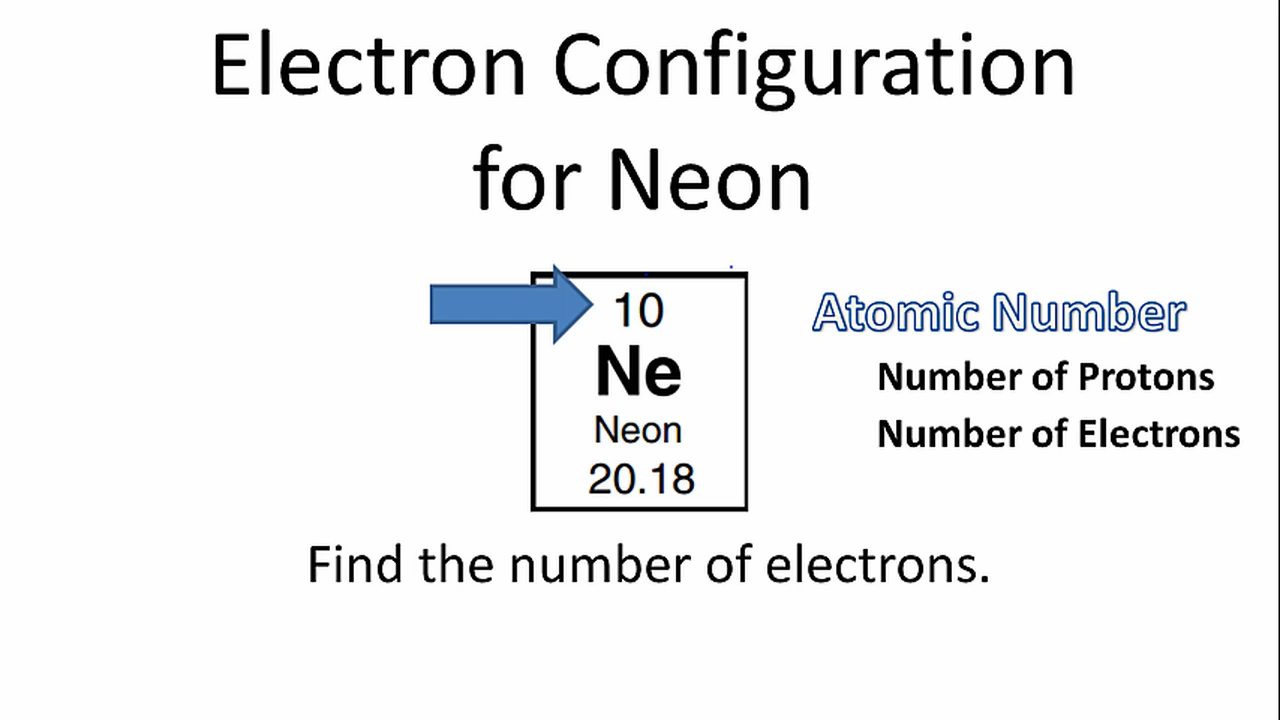 Electron Configuration
for Neon
10
Ne
Neon
20.18
Atomic Number
Number of Protons
Number of Electrons
Find the number of electrons.